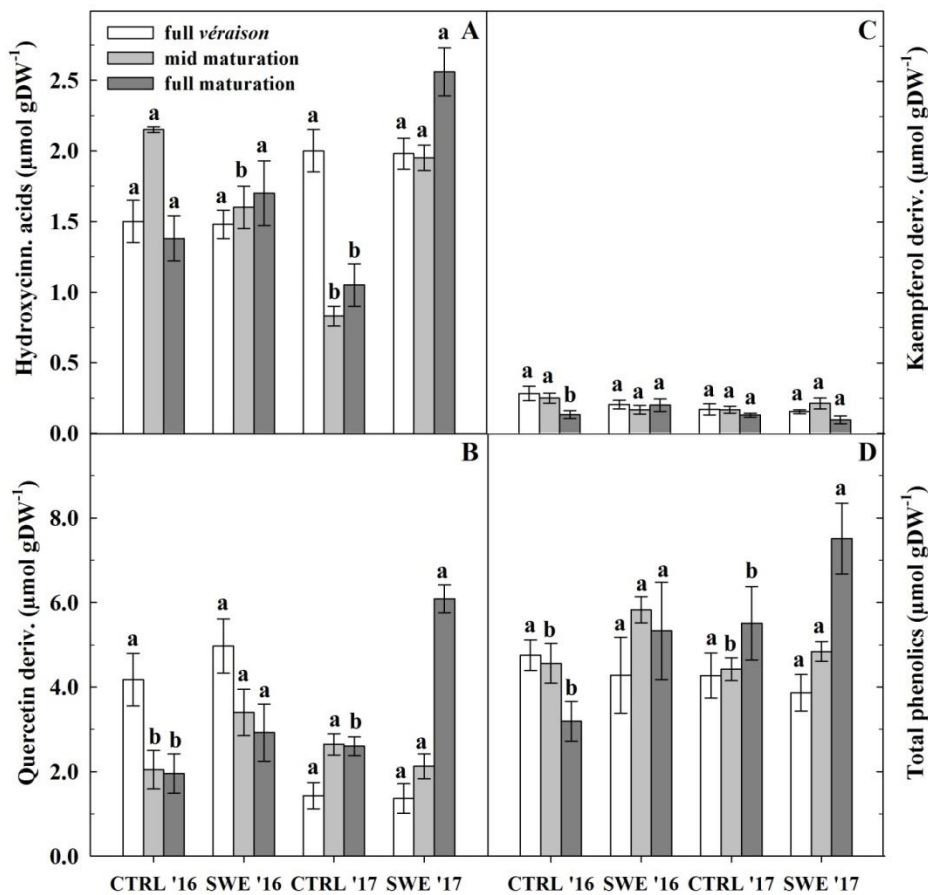 full véraison
mid maturation
full maturation
A
C
Hydroxycinn. acids (µmol gDW-1)
2.5
2.0
1.5
1.0
0.5
0.0
a a a
a b a
a b b
a a a
Kaempferol deriv. (µmol gDW-1)
a a b
a a a
a a a
a a a
B
D
Quercetin deriv. (µmol gDW-1)
8.0
6.0
4.0
2.0
0.0
a b b
a a a
a a b
a a a
Total phenolics (µmol gDW-1)
a b b
a a a
a b b
a a a
CTRL '16 SWE '16 CTRL '17 SWE '17
CTRL '16 SWE '16 CTRL '17 SWE '17